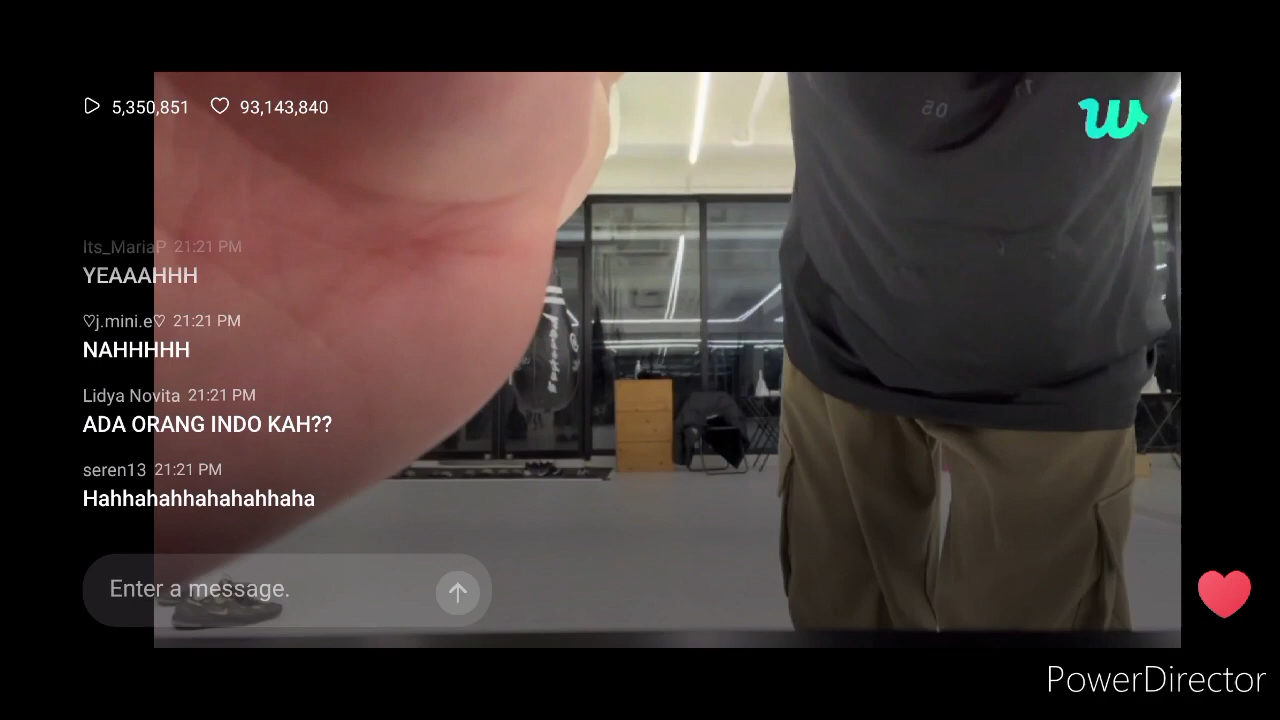 5,350,851 93,143,840
w
Its_MariaP 21:21 PM
YEAAAHHH
♡j.mini.e♡ 21:21 PM
NAHHHHH
Lidya Novita 21:21 PM
ADA ORANG INDO KAH??
seren13 21:21 PM
Hahhahahhahahahhaha
Enter a message.
PowerDirector